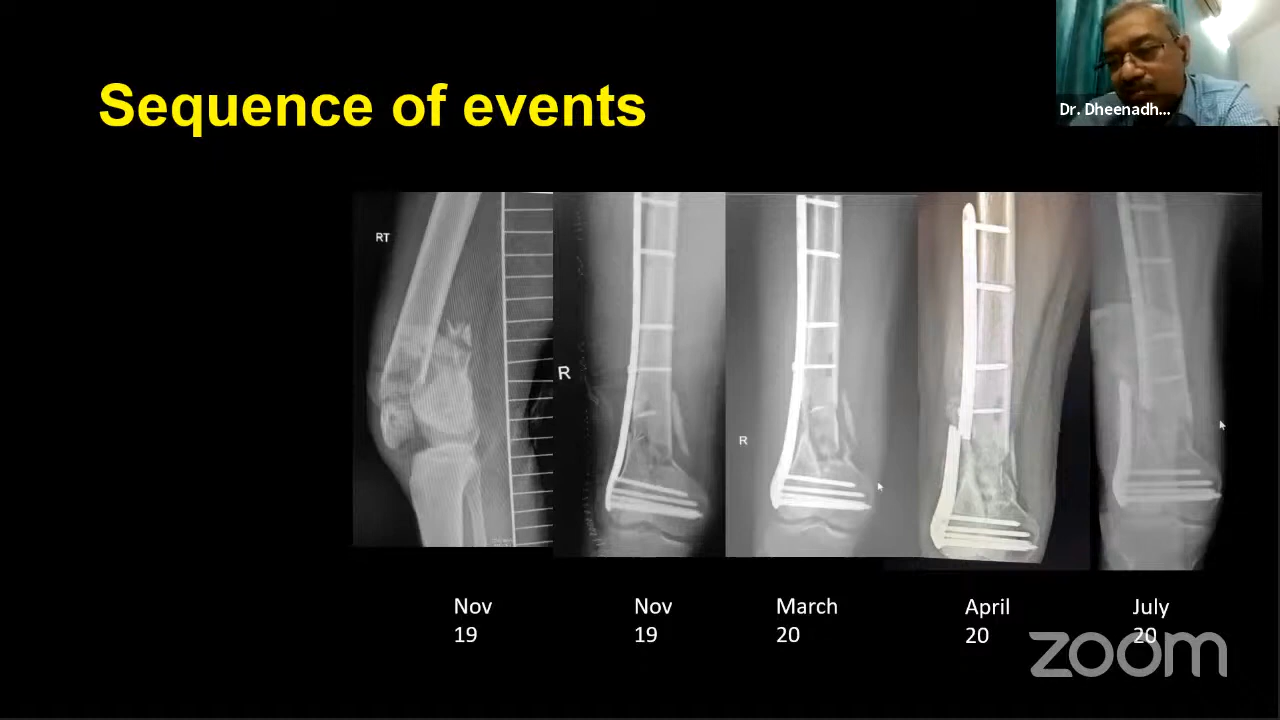 Sequence of events
Dr. Dheenadh...
RT
R
R
Nov
19
Nov
19
March
20
April
20
July
20
zoom